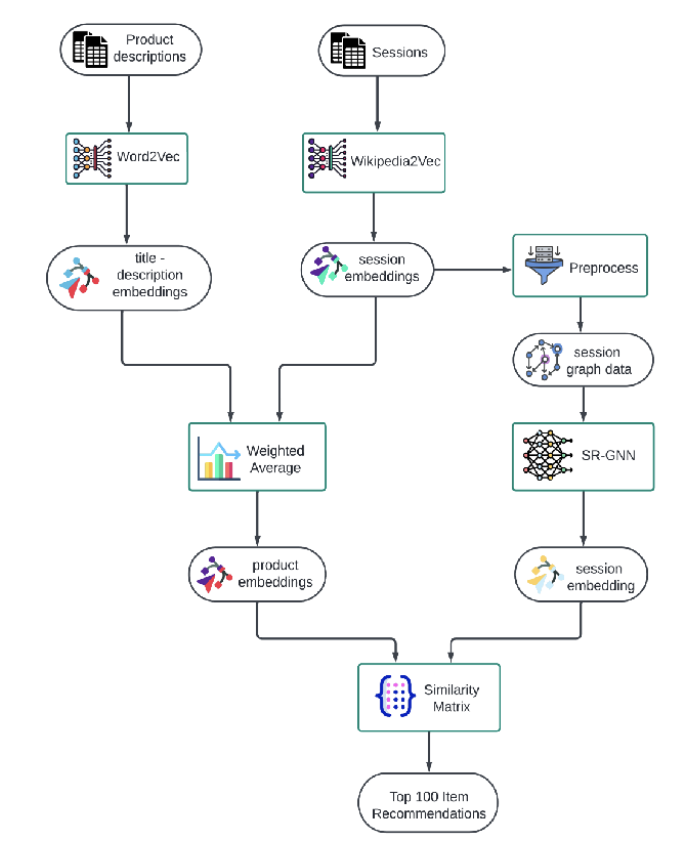 Product
descriptions
Sessions
Word2Vec
Wikipedia2Vec
title -
description
embeddings
session
embeddings
Preprocess
session
graph data
Weighted
Average
SR-GNN
product
embeddings
session
embedding
Similarity
Matrix
Top 100 Item
Recommendations